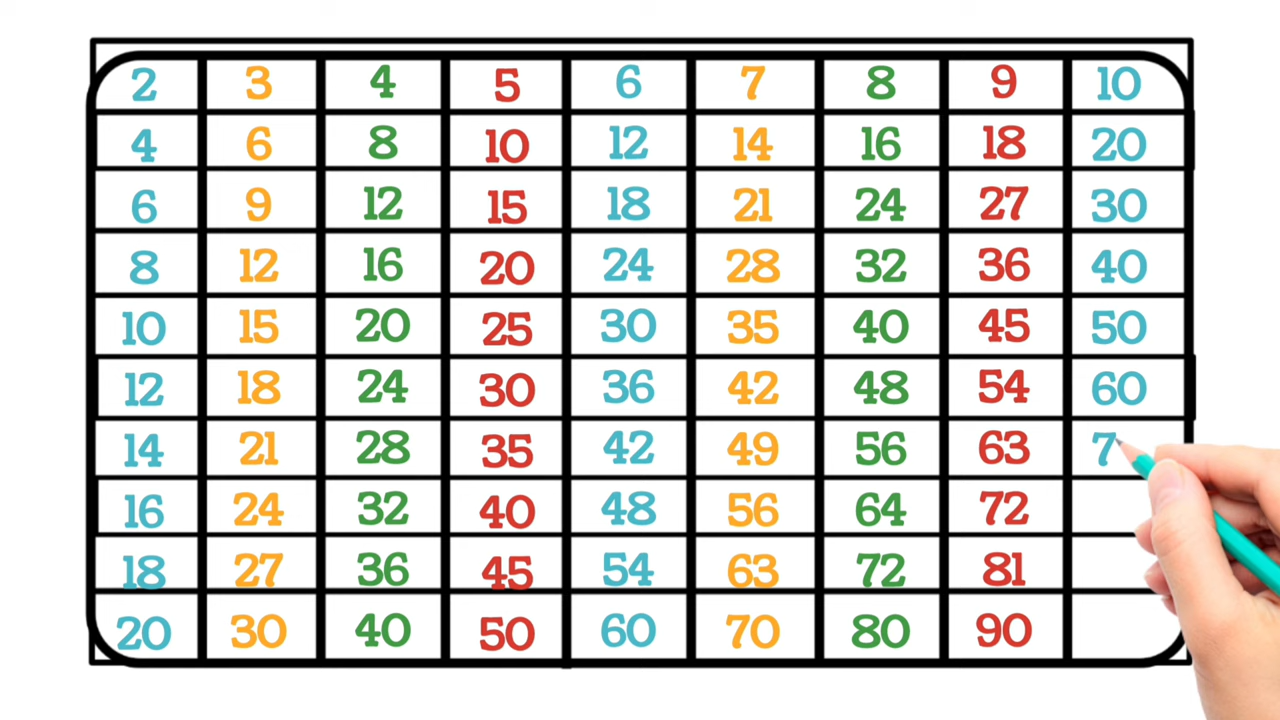 2 3 4 5 6 7 8 9 10
4 6 8 10 12 14 16 18 20
6 9 12 15 18 21 24 27 30
8 12 16 20 24 28 32 36 40
10 15 20 25 30 35 40 45 50
12 18 24 30 36 42 48 54 60
14 21 28 35 42 49 56 63 7
16 24 32 40 48 56 64 72
18 27 36 45 54 63 72 81
20 30 40 50 60 70 80 90